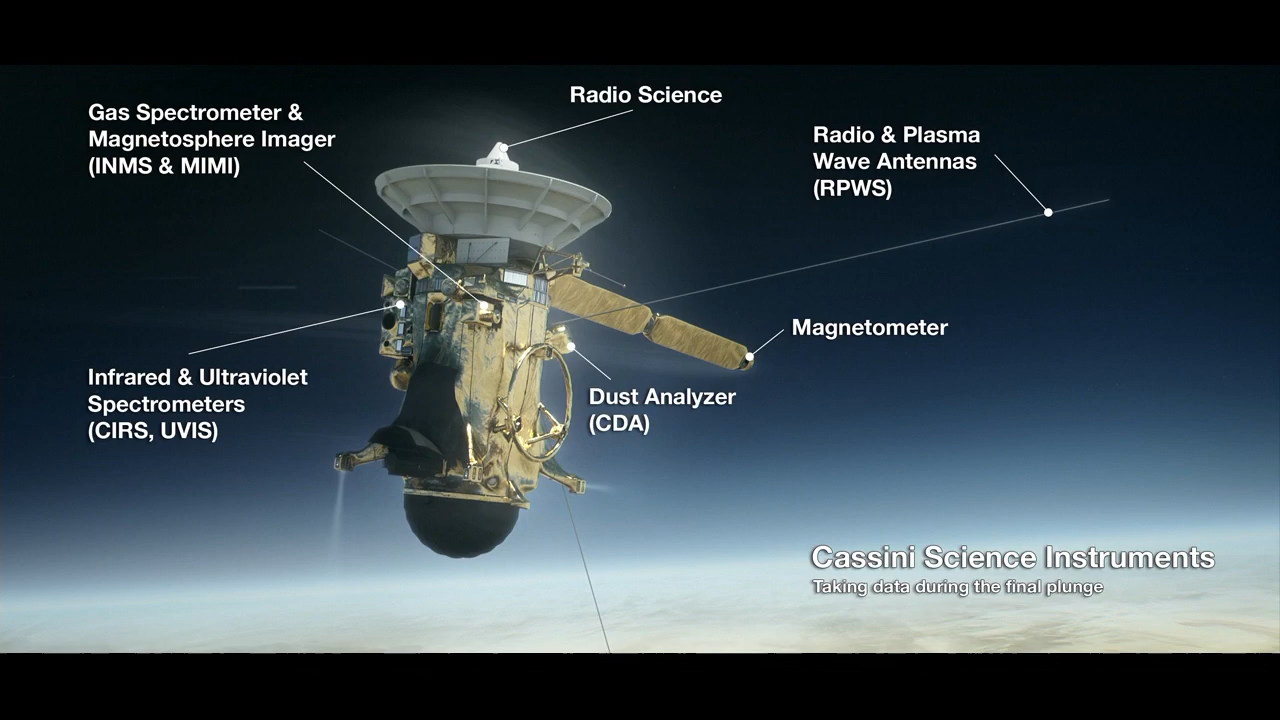 Radio Science
Gas Spectrometer &
Magnetosphere Imager
(INMS & MIMI)
Radio & Plasma
Wave Antennas
(RPWS)
Magnetometer
Infrared & Ultraviolet
Spectrometers
(CIRS, UVIS)
Dust Analyzer
(CDA)
Cassini Science Instruments
Taking data during the final plunge